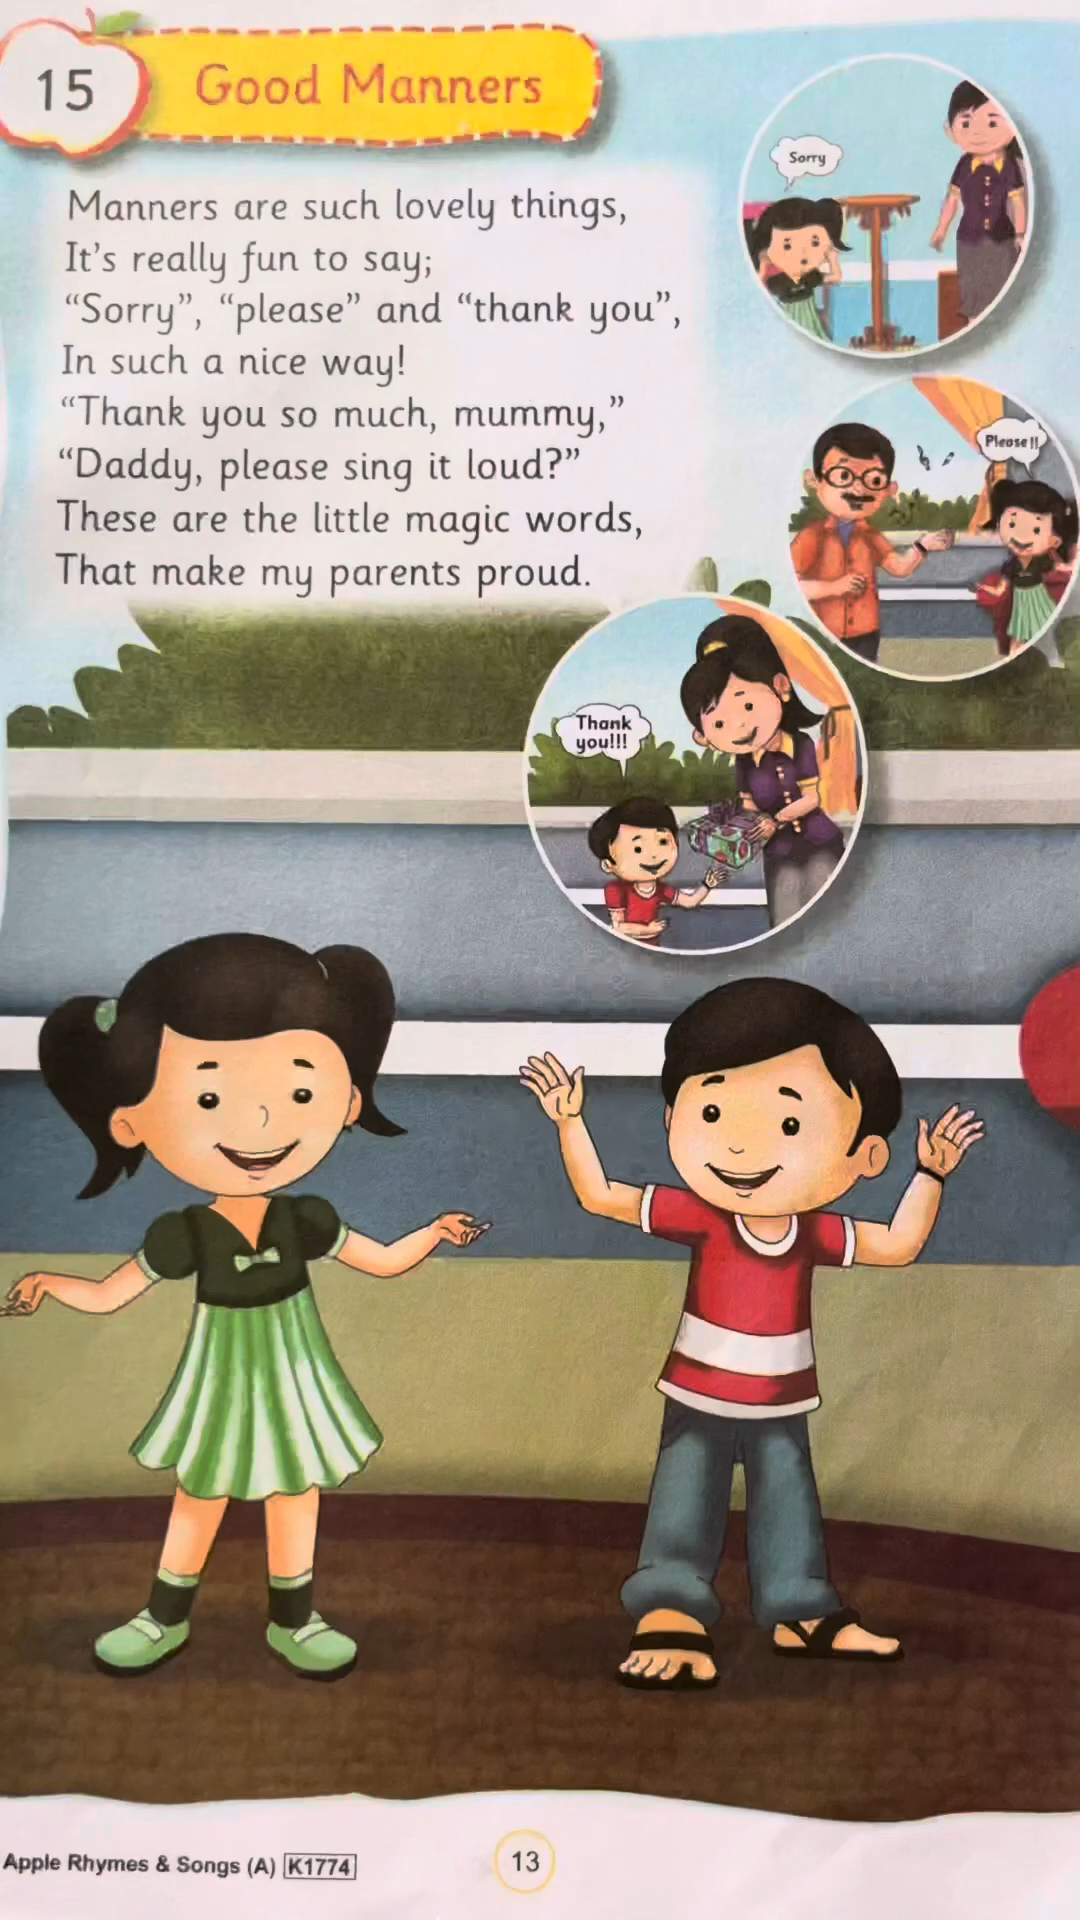 15
Good Manners
Manners are such lovely things,
It's really fun to say;
“Sorry”, “please” and “thank you”,
In such a nice way!
“Thank you so much, mummy,”
“Daddy, please sing it loud?”
These are the little magic words,
That make my parents proud.
Sorry
Please!!
Thank
you!!!
Apple Rhymes & Songs (A) K1774
13